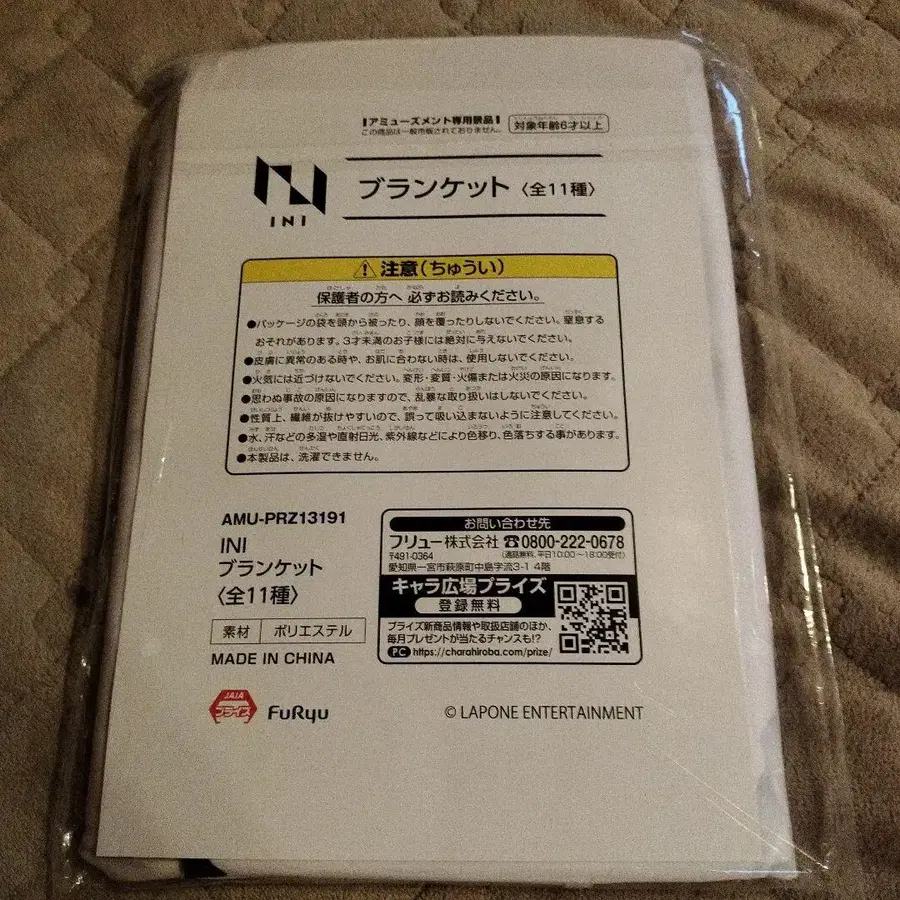 アミューズメント専用景品
この商品は一般市販されておりません。
対象年齢6才以上
INI
ブランケット〈全11種〉
注意(ちゅうい)
保護者の方へ 必ずお読みください。
●パッケージの袋を頭から被ったり、顔を覆ったりしないでください。窒息する
おそれがあります。3才未満のお子様には絶対に与えないでください。
●皮膚に異常のある時や、お肌に合わない時は、使用しないでください。
●火気には近づけないでください。変形・変質・火傷または火災の原因になります。
●思わぬ事故の原因になりますので、乱暴な取り扱いはしないでください。
●性質上、繊維が抜けやすいので、誤って吸い込まないように注意してください。
●水、汗などの多湿や直射日光、紫外線などにより色移り、色落ちする事があります。
●本製品は、洗濯できません。
AMU-PRZ13191
INI
ブランケット
〈全11種〉
素材 ポリエステル
MADE IN CHINA
お問い合わせ先
フリュー株式会社 ☎0800-222-0678
〒491-0364 (通話無料、平日10:00~18:00受付)
愛知県一宮市萩原町中島字流3-1 4階
キャラ広場プライズ
登録無料
プライズ新商品情報や取扱店舗のほか、
毎月プレゼントが当たるチャンスも!?
PC https://charahiroba.com/prize/
JAIA
プライズ
FuRyu
© LAPONE ENTERTAINMENT